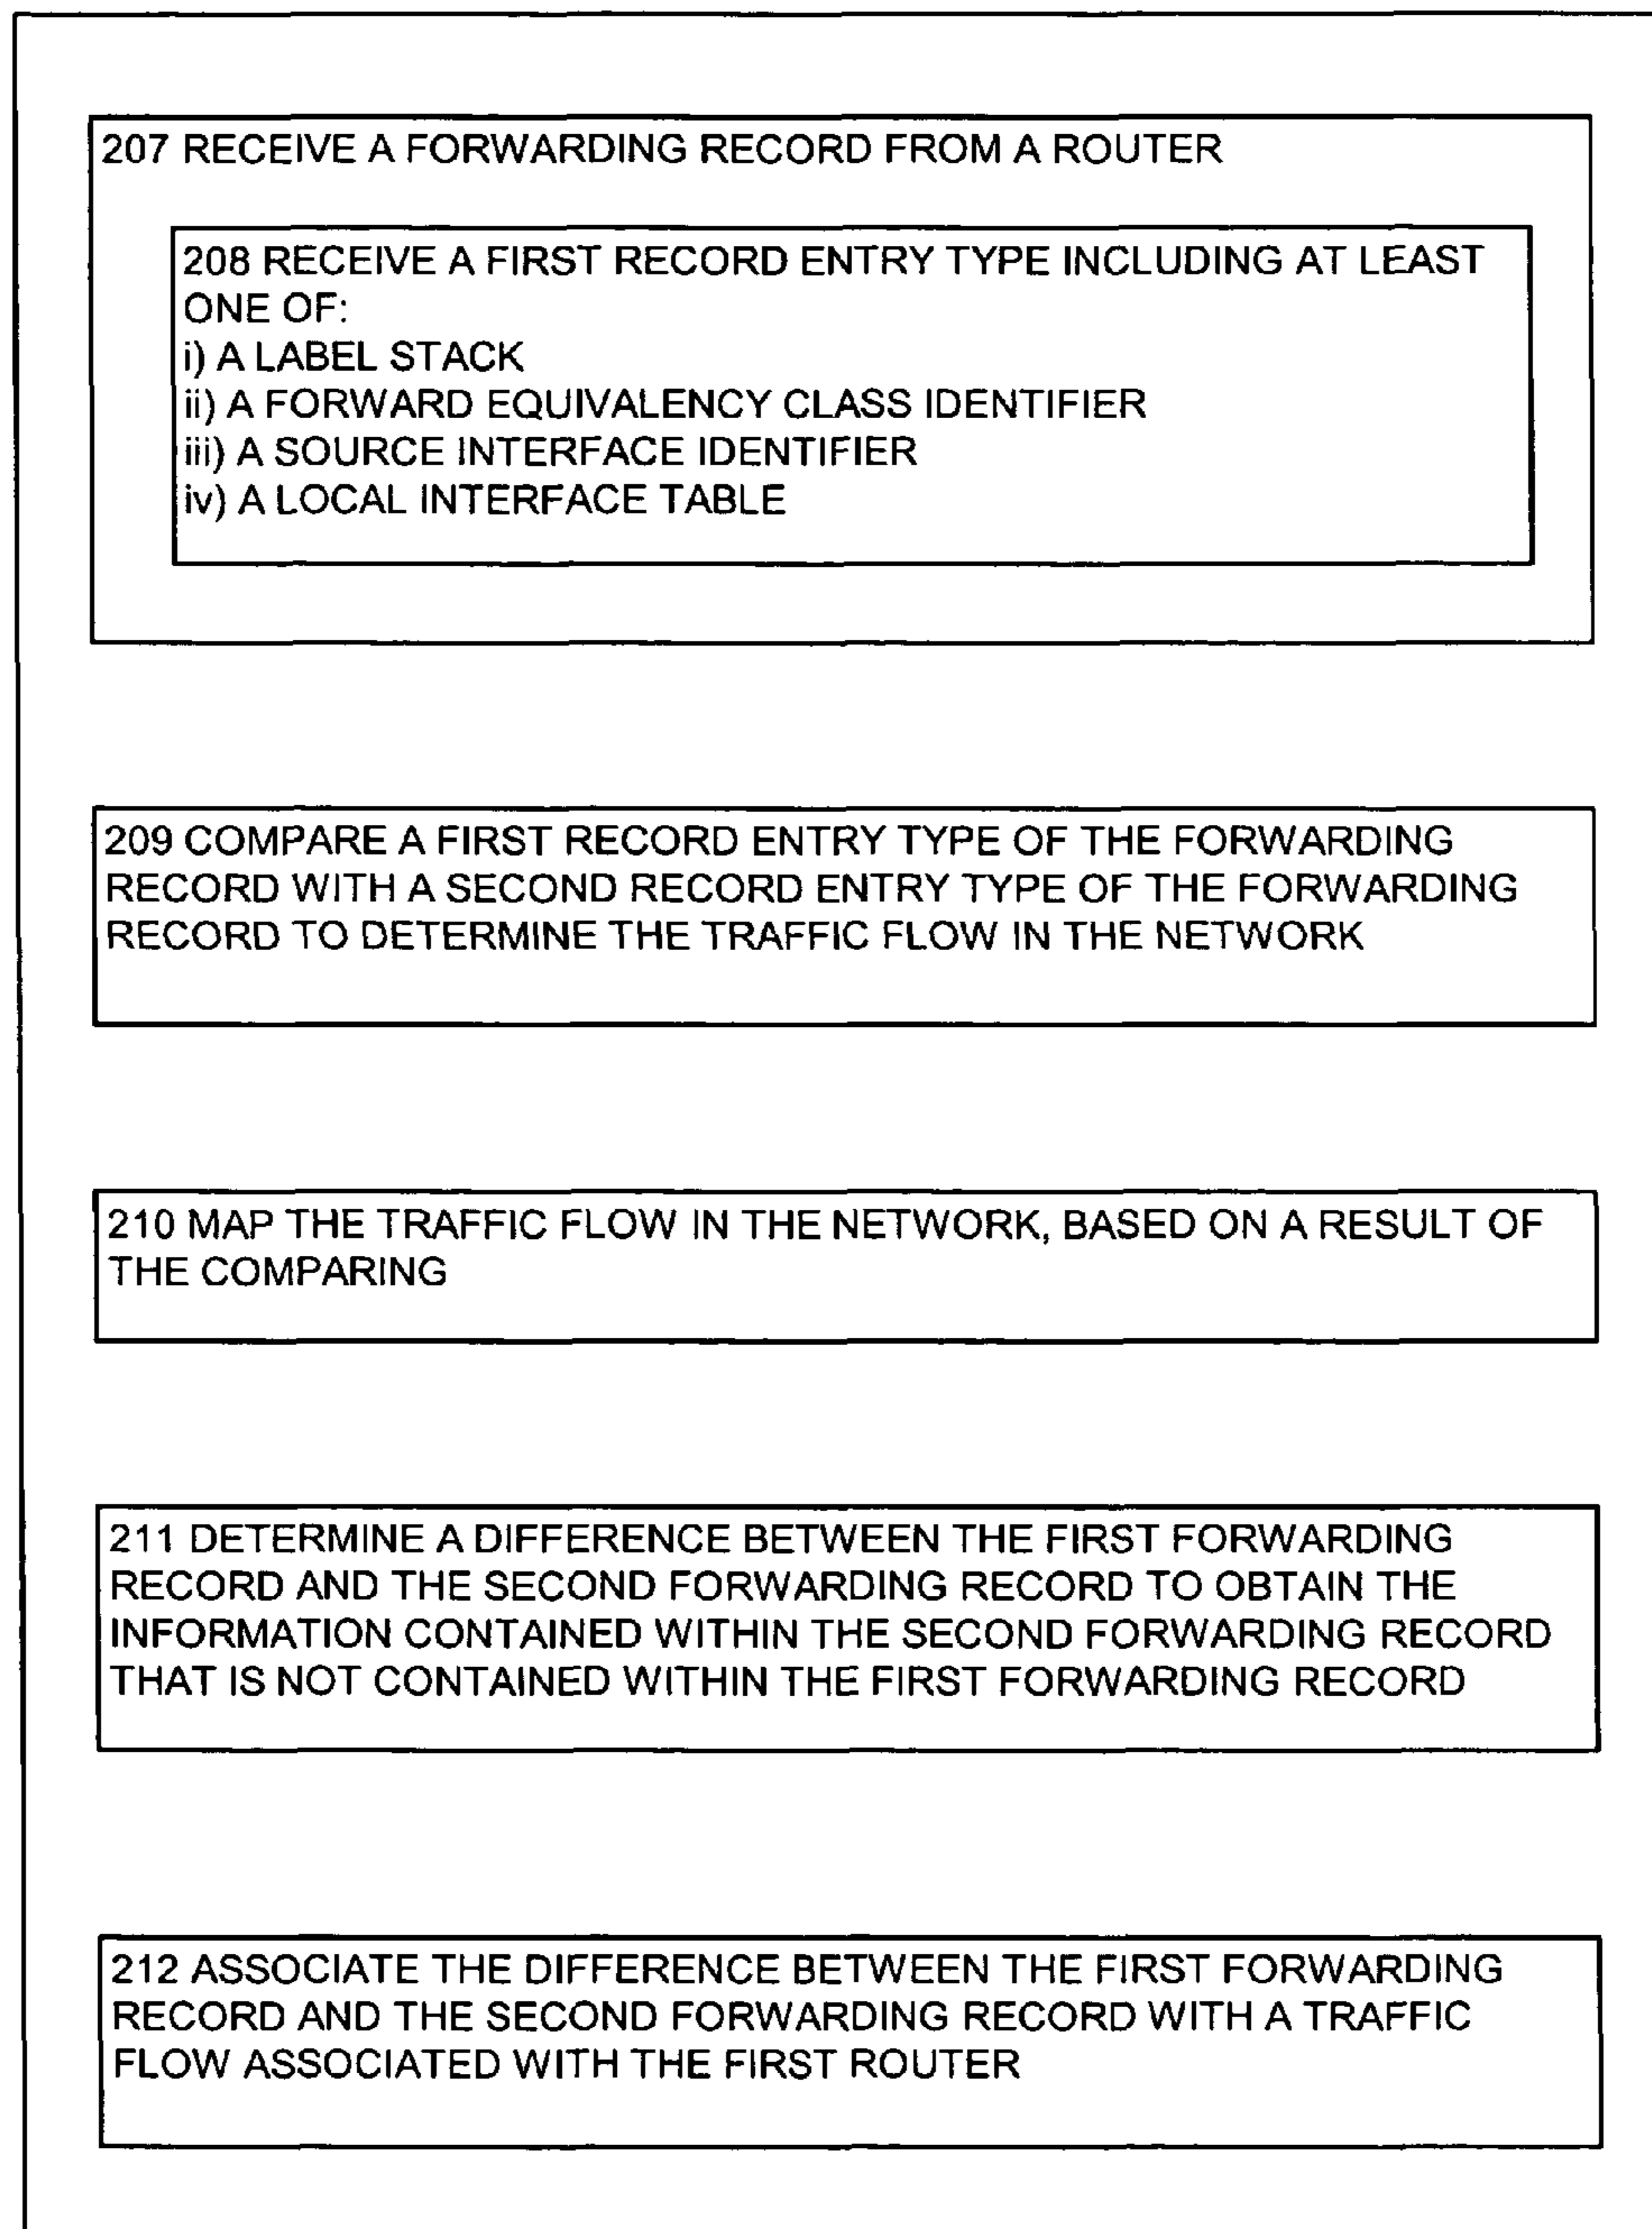 207 RECEIVE A FORWARDING RECORD FROM A ROUTER
208 RECEIVE A FIRST RECORD ENTRY TYPE INCLUDING AT LEAST
ONE OF:
i) A LABEL STACK
ii) A FORWARD EQUIVALENCY CLASS IDENTIFIER
iii) A SOURCE INTERFACE IDENTIFIER
iv) A LOCAL INTERFACE TABLE
209 COMPARE A FIRST RECORD ENTRY TYPE OF THE FORWARDING
RECORD WITH A SECOND RECORD ENTRY TYPE OF THE FORWARDING
RECORD TO DETERMINE THE TRAFFIC FLOW IN THE NETWORK
210 MAP THE TRAFFIC FLOW IN THE NETWORK, BASED ON A RESULT OF
THE COMPARING
211 DETERMINE A DIFFERENCE BETWEEN THE FIRST FORWARDING
RECORD AND THE SECOND FORWARDING RECORD TO OBTAIN THE
INFORMATION CONTAINED WITHIN THE SECOND FORWARDING RECORD
THAT IS NOT CONTAINED WITHIN THE FIRST FORWARDING RECORD
212 ASSOCIATE THE DIFFERENCE BETWEEN THE FIRST FORWARDING
RECORD AND THE SECOND FORWARDING RECORD WITH A TRAFFIC
FLOW ASSOCIATED WITH THE FIRST ROUTER